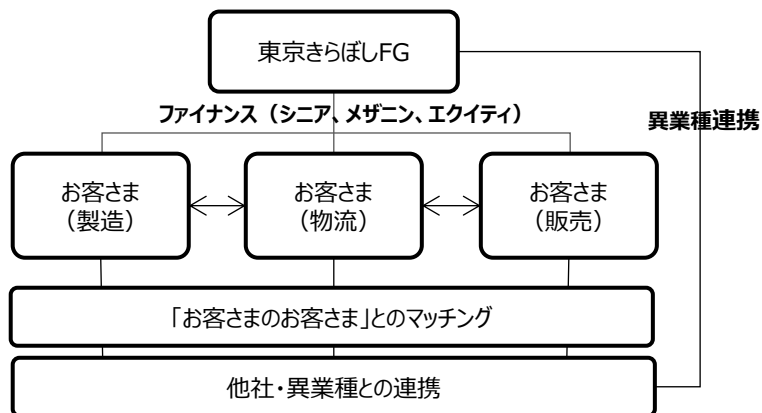 東京きらぼしFG
ファイナンス（シニア、メザニン、エクイティ）
異業種連携
お客さま
（製造）
お客さま
（物流）
お客さま
（販売）
「お客さまのお客さま」とのマッチング
他社・異業種との連携